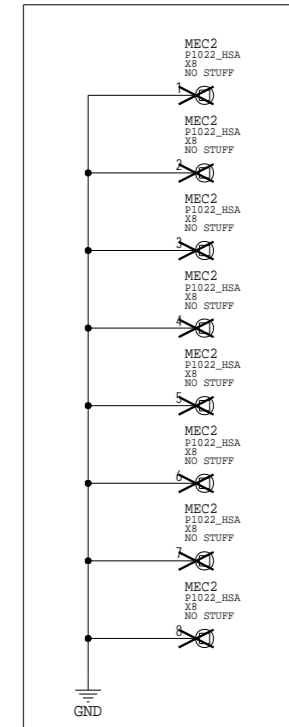 MEC2
P1022_HSA
X8
NO STUFF
1
MEC2
P1022_HSA
X8
NO STUFF
2
MEC2
P1022_HSA
X8
NO STUFF
3
MEC2
P1022_HSA
X8
NO STUFF
4
MEC2
P1022_HSA
X8
NO STUFF
5
MEC2
P1022_HSA
X8
NO STUFF
6
MEC2
P1022_HSA
X8
NO STUFF
7
MEC2
P1022_HSA
X8
NO STUFF
8
GND